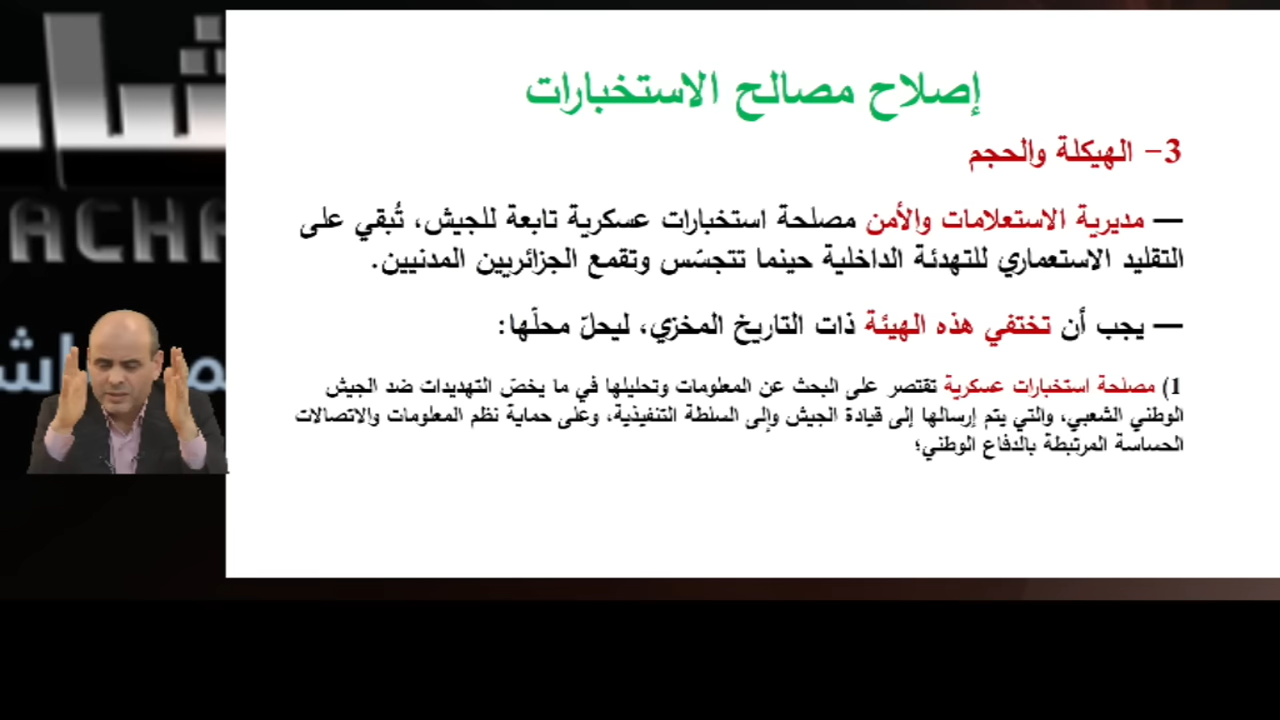 إصلاح مصالح الاستخبارات
3- الهيكلة والحجم
— مديرية الاستعلامات والأمن مصلحة استخبارات عسكرية تابعة للجيش، تُبقي على
التقليد الاستعماري للتهدئة الداخلية حينما تتجسّس وتقمع الجزائريين المدنيين.
— يجب أن تختفي هذه الهيئة ذات التاريخ المخزي، ليحلّ محلّها:
1) مصلحة استخبارات عسكرية تقتصر على البحث عن المعلومات وتحليلها في ما يخصّ التهديدات ضد الجيش
الوطني الشعبي، والتي يتم إرسالها إلى قيادة الجيش وإلى السلطة التنفيذية، وعلى حماية نظم المعلومات والاتصالات
الحساسة المرتبطة بالدفاع الوطني؛